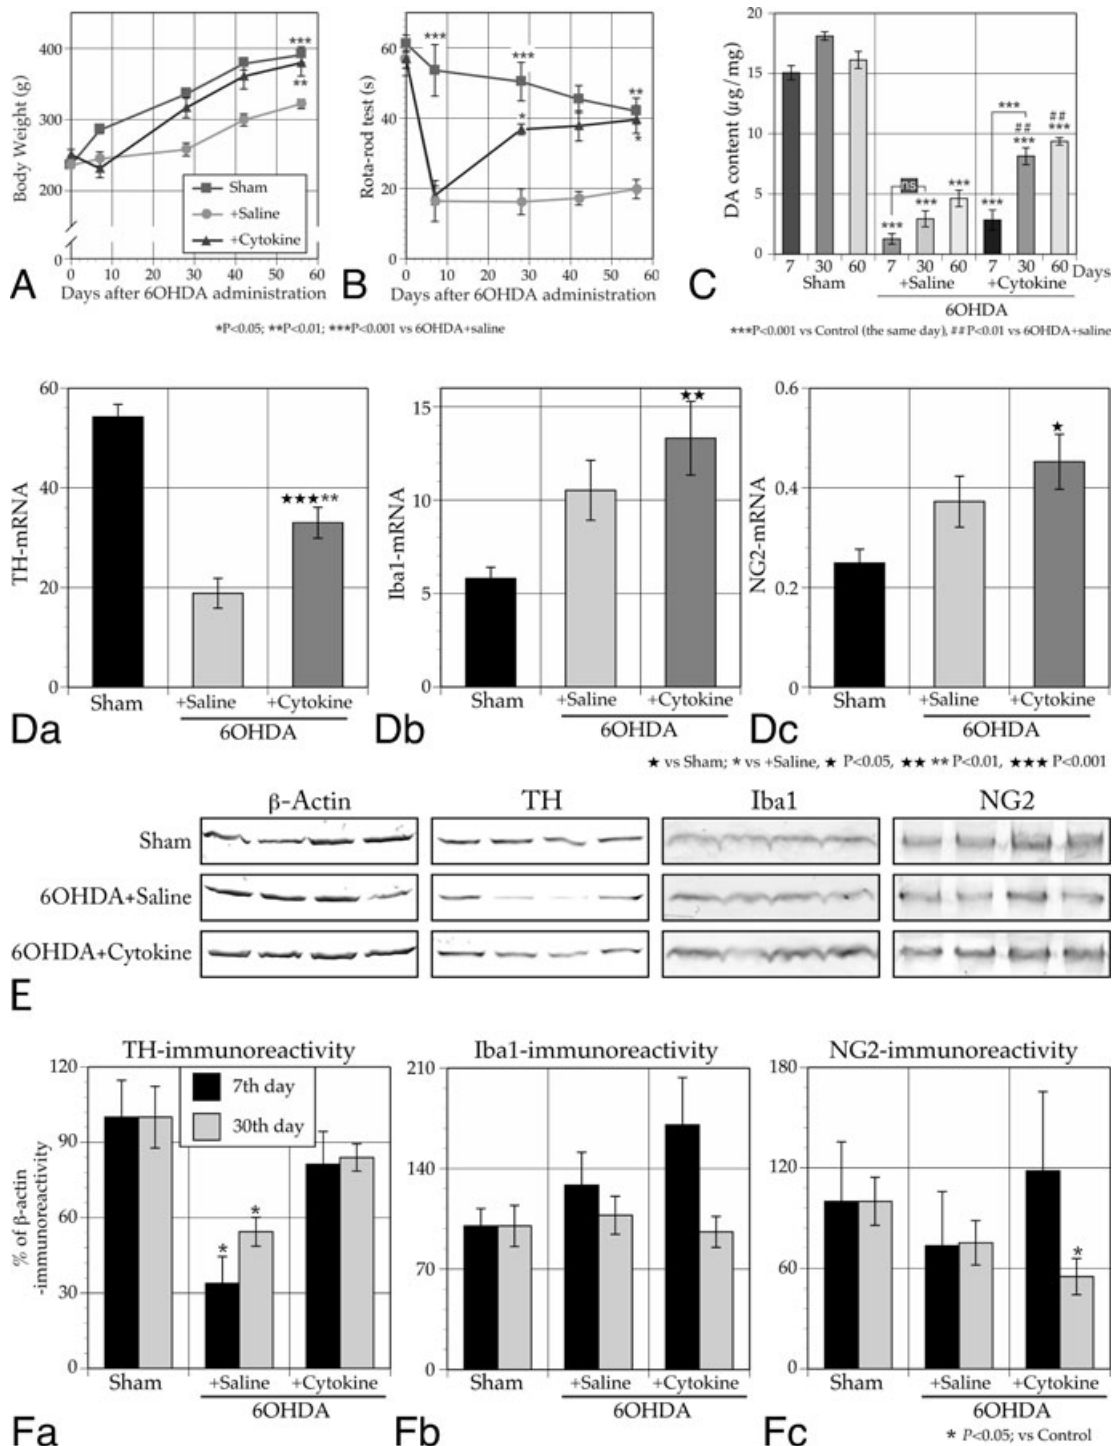 Body Weight (g)
400
300
200
0
***
**
Sham
+Saline
+Cytokine
0 10 20 30 40 50 60
Days after 6OHDA administration
A
Rota-rod test (s)
60
40
20
0
***
***
**
*
*
0 10 20 30 40 50 60
Days after 6OHDA administration
B
*P<0.05; **P<0.01; ***P<0.001 vs 6OHDA+saline
DA content (µg/mg)
20
15
10
5
0
ns
***
***
***
***
***
##
***
##
***
7 30 60 7 30 60 7 30 60 Days
Sham +Saline +Cytokine
6OHDA
C
***P<0.001 vs Control (the same day), ## P<0.01 vs 6OHDA+saline
TH-mRNA
60
40
20
0
★★★**
Sham +Saline +Cytokine
6OHDA
Da
Iba1-mRNA
15
10
5
0
★★
Sham +Saline +Cytokine
6OHDA
Db
NG2-mRNA
0.6
0.4
0.2
0
★
Sham +Saline +Cytokine
6OHDA
Dc
★ vs Sham; * vs +Saline, ★ P<0.05, ★★ ** P<0.01, ★★★ P<0.001
β-Actin TH Iba1 NG2
Sham
6OHDA+Saline
6OHDA+Cytokine
E
TH-immunoreactivity
% of β-actin
-immunoreactivity
120
90
60
30
0
7th day
30th day
*
*
Sham +Saline +Cytokine
6OHDA
Fa
Iba1-immunoreactivity
210
140
70
0
Sham +Saline +Cytokine
6OHDA
Fb
NG2-immunoreactivity
180
120
60
0
*
Sham +Saline +Cytokine
6OHDA
Fc
* P<0.05; vs Control